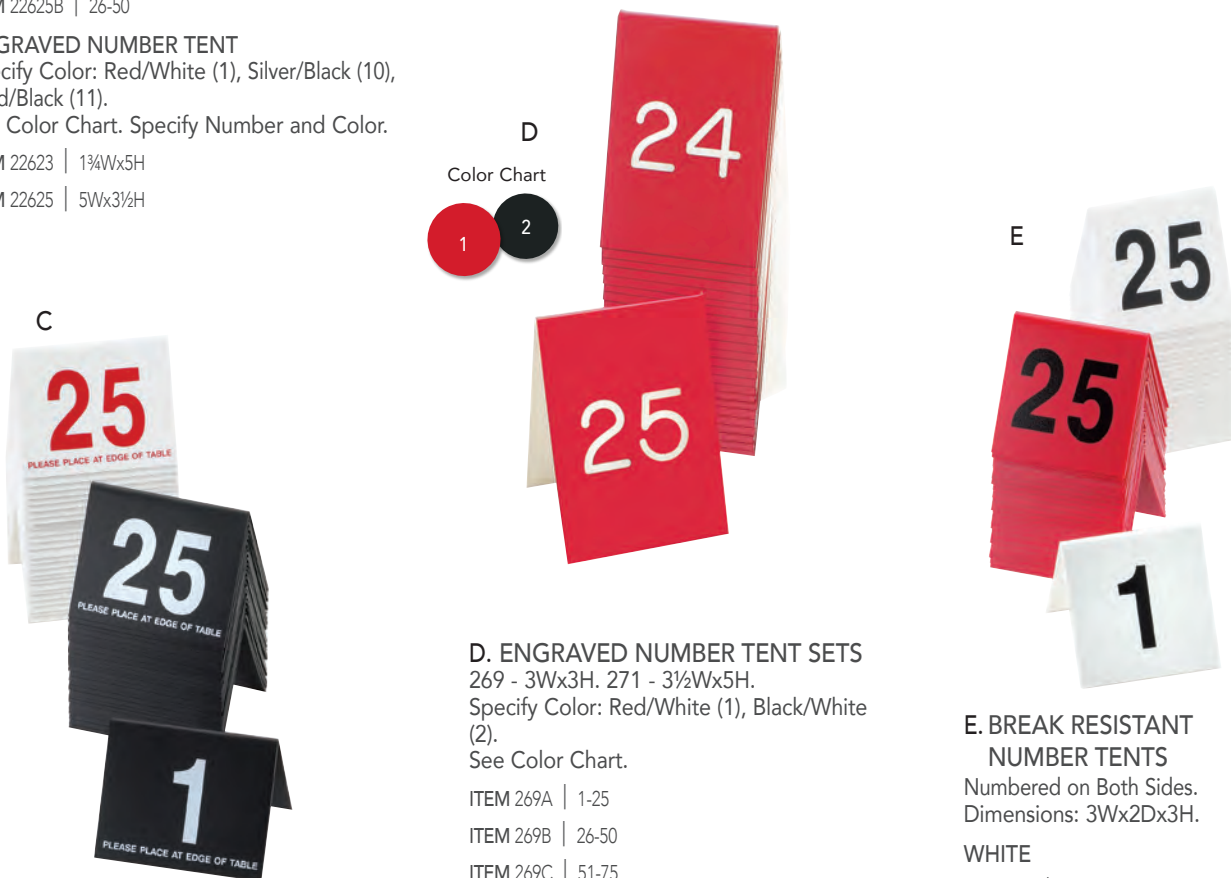 22625B | 26-50
NUMBER TENT
Color: Red/White (1), Silver/Black (10),
(11).
Color Chart. Specify Number and Color.
22623 | 1¾Wx5H
22625 | 5Wx3½H
C
25
PLEASE PLACE AT EDGE OF TABLE
25
PLEASE PLACE AT EDGE OF TABLE
1
PLEASE PLACE AT EDGE OF TABLE
D
Color Chart
1
2
24
25
D. ENGRAVED NUMBER TENT SETS
269 - 3Wx3H. 271 - 3½Wx5H.
Specify Color: Red/White (1), Black/White
(2).
See Color Chart.
ITEM 269A | 1-25
ITEM 269B | 26-50
ITEM 269C | 51-75
E
25
25
1
E. BREAK RESISTANT
NUMBER TENTS
Numbered on Both Sides.
Dimensions: 3Wx2Dx3H.
WHITE